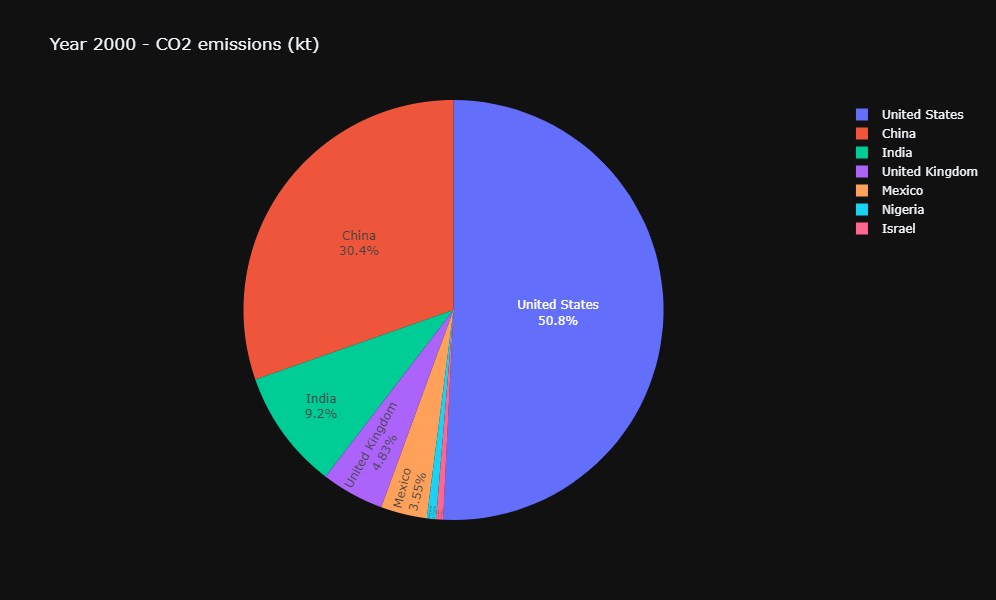 Year 2000 - CO2 emissions (kt)
United States
China
India
United Kingdom
Mexico
Nigeria
Israel
China
30.4%
United States
50.8%
India
9.2%
United Kingdom
4.83%
Mexico
3.55%